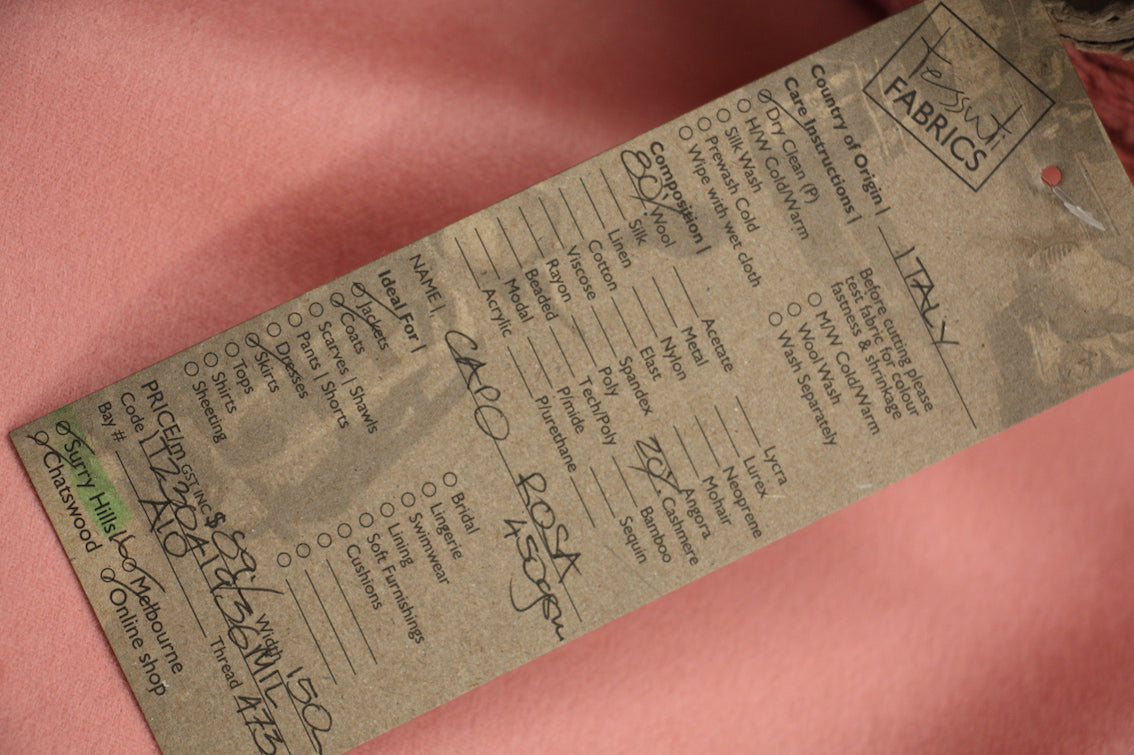 Tessuti
FABRICS
Country of Origin | ITALY
Care Instructions |
Dry Clean (P)
H/W Cold/Warm
Silk Wash
Prewash Cold
Wipe with wet cloth
Before cutting please
test fabric for colour
fastness & shrinkage
M/W Cold/Warm
Wool Wash
Wash Separately
Composition |
80% Wool
Silk
Linen
Cotton
Viscose
Rayon
Beaded
Modal
Acrylic
Acetate
Metal
Nylon
Elast
Spandex
Poly
Tech/Poly
P/mide
P/urethane
Lycra
Lurex
Neoprene
Mohair
Angora
20% Cashmere
Bamboo
Sequin
NAME | CAPO ROSA
450gsm
Ideal For |
Jackets
Coats
Scarves | Shawls
Pants | Shorts
Dresses
Skirts
Tops
Shirts
Sheeting
Bridal
Lingerie
Swimwear
Lining
Soft Furnishings
Cushions
PRICE/m GST INC $89.- Width 150
Code
Bay # A10 Thread 473
Surry Hills
Chatswood
Melbourne
Online shop